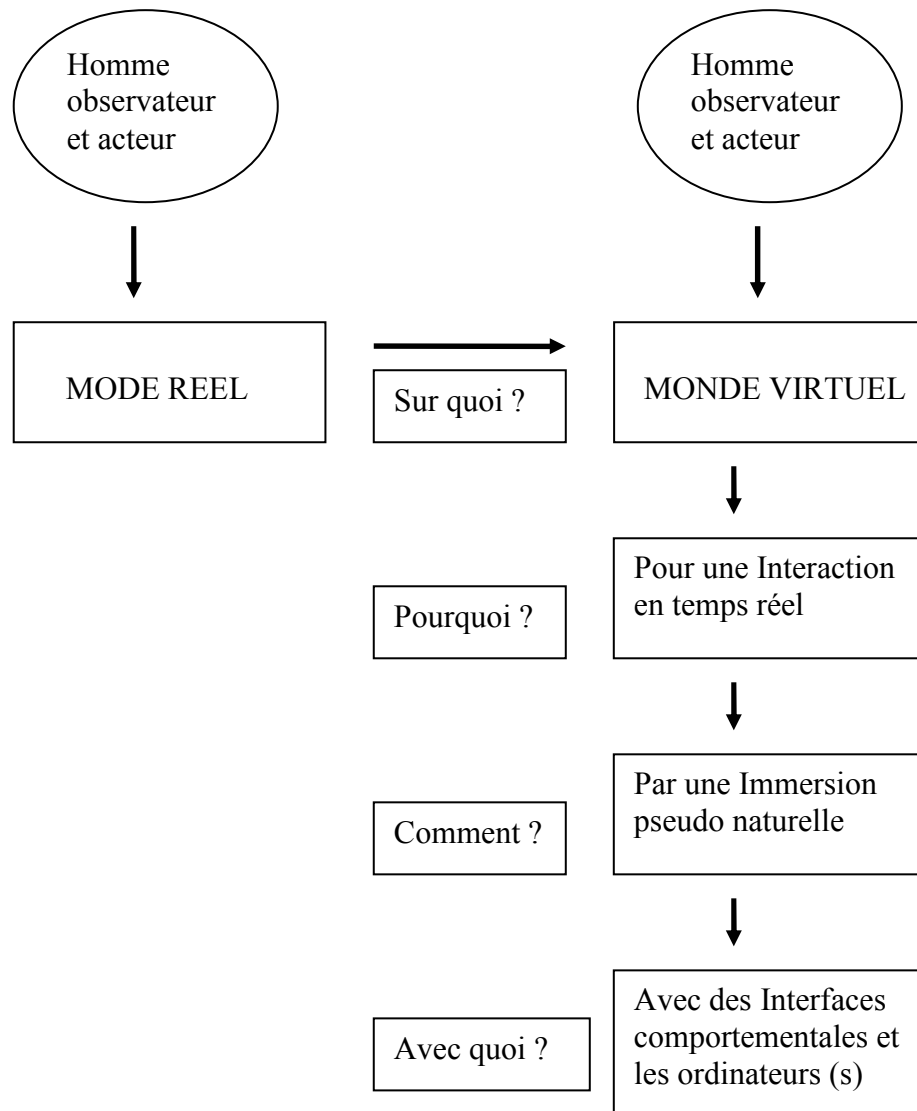 Homme
observateur
et acteur
Homme
observateur
et acteur
MODE REEL
Sur quoi ?
MONDE VIRTUEL
Pourquoi ?
Pour une Interaction
en temps réel
Comment ?
Par une Immersion
pseudo naturelle
Avec quoi ?
Avec des Interfaces
comportementales et
les ordinateurs (s)